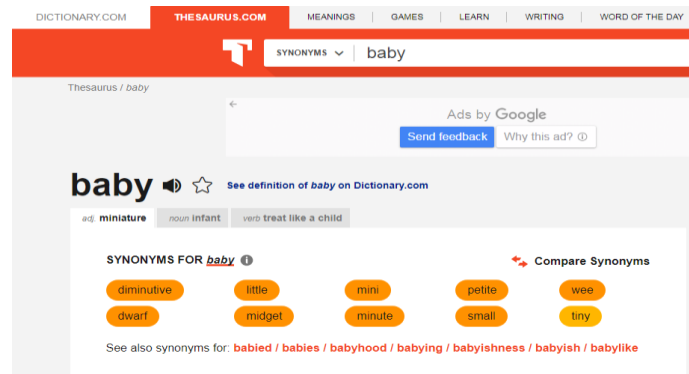 DICTIONARY.COM THESAURUS.COM MEANINGS GAMES LEARN WRITING WORD OF THE DAY
SYNONYMS baby
Thesaurus / baby
Ads by Google
Send feedback Why this ad?
baby See definition of baby on Dictionary.com
adj. miniature noun infant verb treat like a child
SYNONYMS FOR baby Compare Synonyms
diminutive little mini petite wee
dwarf midget minute small tiny
See also synonyms for: babied / babies / babyhood / babying / babyishness / babyish / babylike